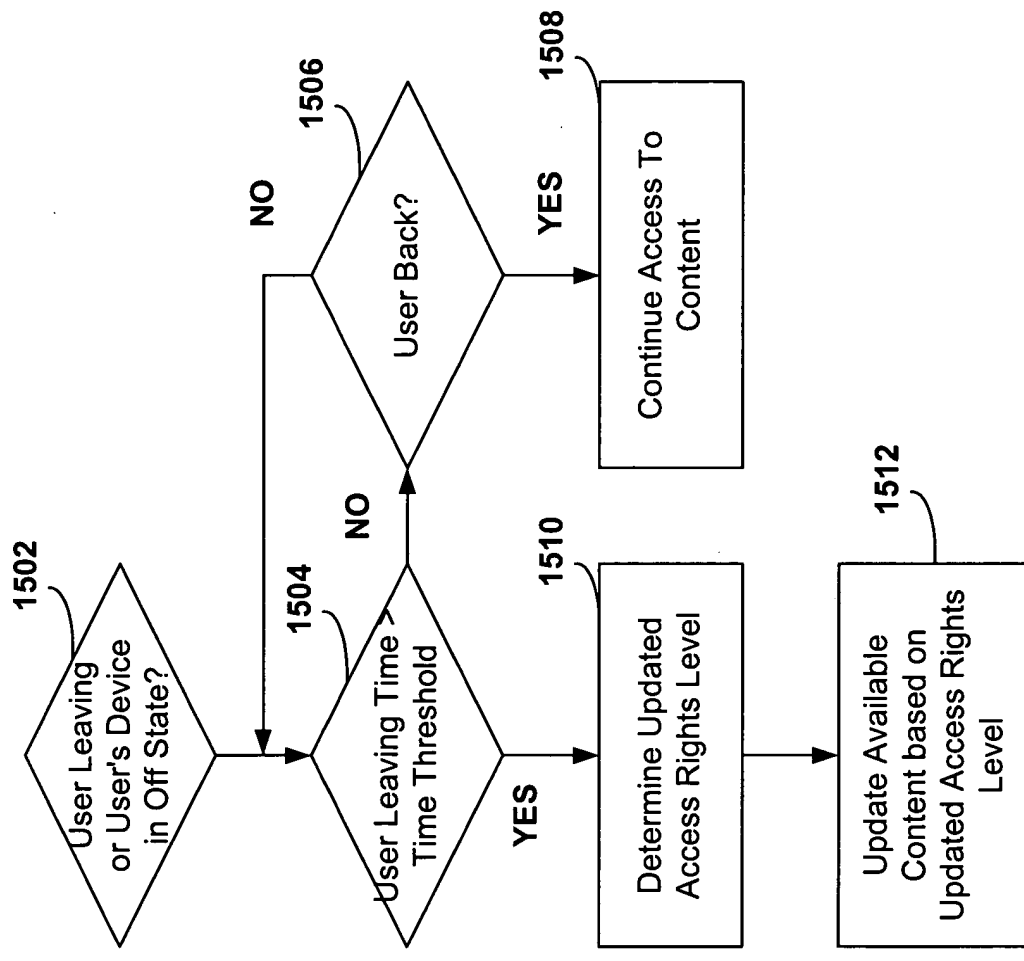 1502
User Leaving
or User's Device
in Off State?
1504
User Leaving Time >
Time Threshold
NO
YES
1506
User Back?
NO
YES
1508
Continue Access To
Content
1510
Determine Updated
Access Rights Level
1512
Update Available
Content based on
Updated Access Rights
Level